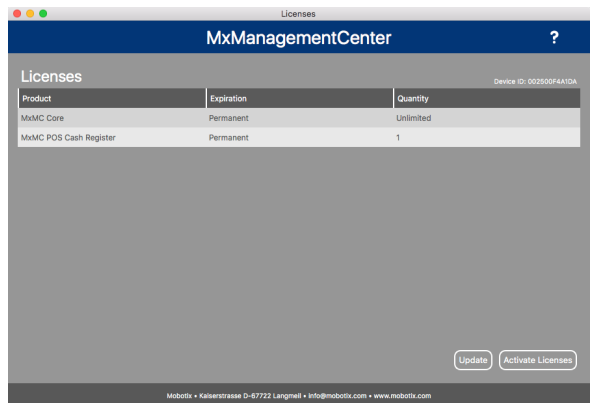 Licenses
MxManagementCenter ?
Licenses
Device ID: 002500F4A1DA
Product Expiration Quantity
MxMC Core Permanent Unlimited
MxMC POS Cash Register Permanent 1
Update Activate Licenses
Mobotix • Kaiserstrasse D-67722 Langmeil • info@mobotix.com • www.mobotix.com